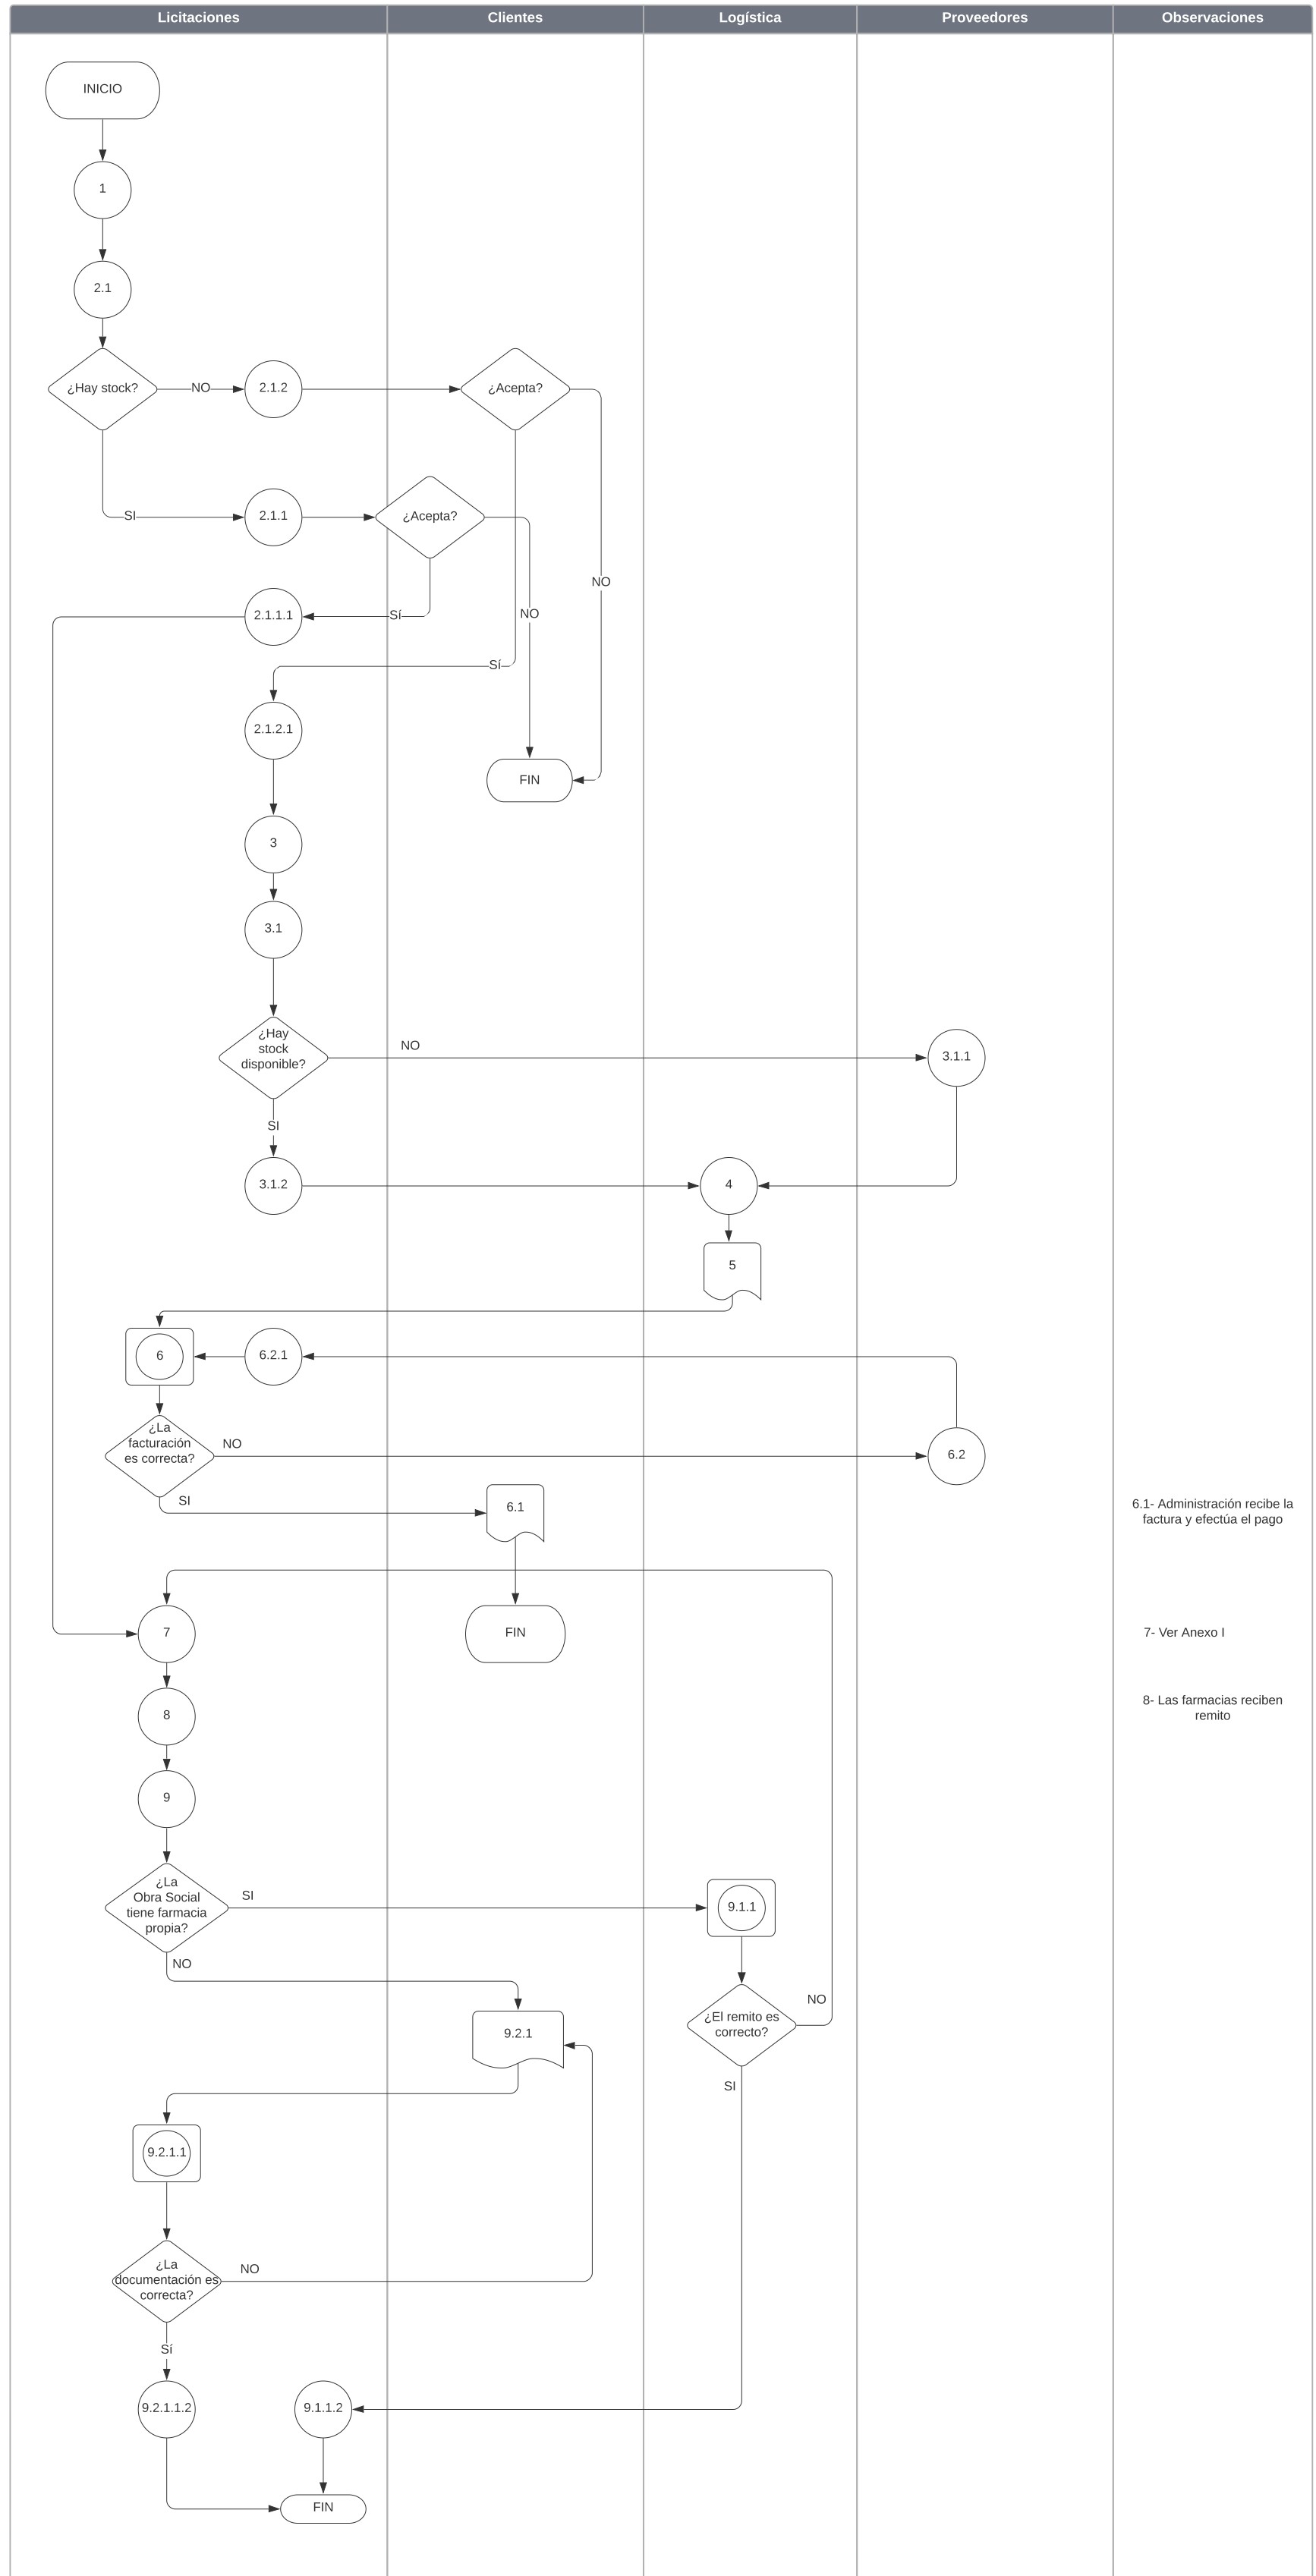 Licitaciones
Clientes
Logística
Proveedores
Observaciones
INICIO
1
2.1
¿Hay stock?
NO
2.1.2
¿Acepta?
SI
2.1.1
¿Acepta?
NO
NO
2.1.1.1
Sí
Sí
2.1.2.1
FIN
3
3.1
¿Hay
stock
disponible?
NO
3.1.1
SI
3.1.2
4
5
6
6.2.1
¿La
facturación
es correcta?
NO
6.2
SI
6.1
6.1- Administración recibe la
factura y efectúa el pago
7
FIN
7- Ver Anexo I
8
8- Las farmacias reciben
remito
9
¿La
Obra Social
tiene farmacia
propia?
SI
9.1.1
NO
NO
9.2.1
¿El remito es
correcto?
SI
9.2.1.1
¿La
documentación es
correcta?
NO
Sí
9.2.1.1.2
9.1.1.2
FIN